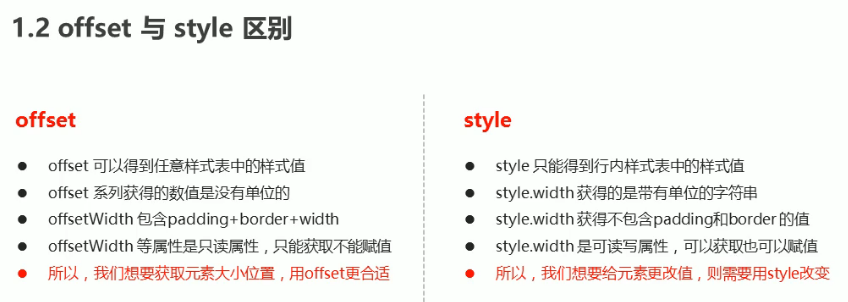 1.2 offset 与 style 区别
offset
● offset 可以得到任意样式表中的样式值
● offset 系列获得的数值是没有单位的
● offsetWidth 包含padding+border+width
● offsetWidth 等属性是只读属性，只能获取不能赋值
● 所以，我们想要获取元素大小位置，用offset更合适
style
● style 只能得到行内样式表中的样式值
● style.width 获得的是带有单位的字符串
● style.width 获得不包含padding和border 的值
● style.width 是可读写属性，可以获取也可以赋值
● 所以，我们想要给元素更改值，则需要用style改变